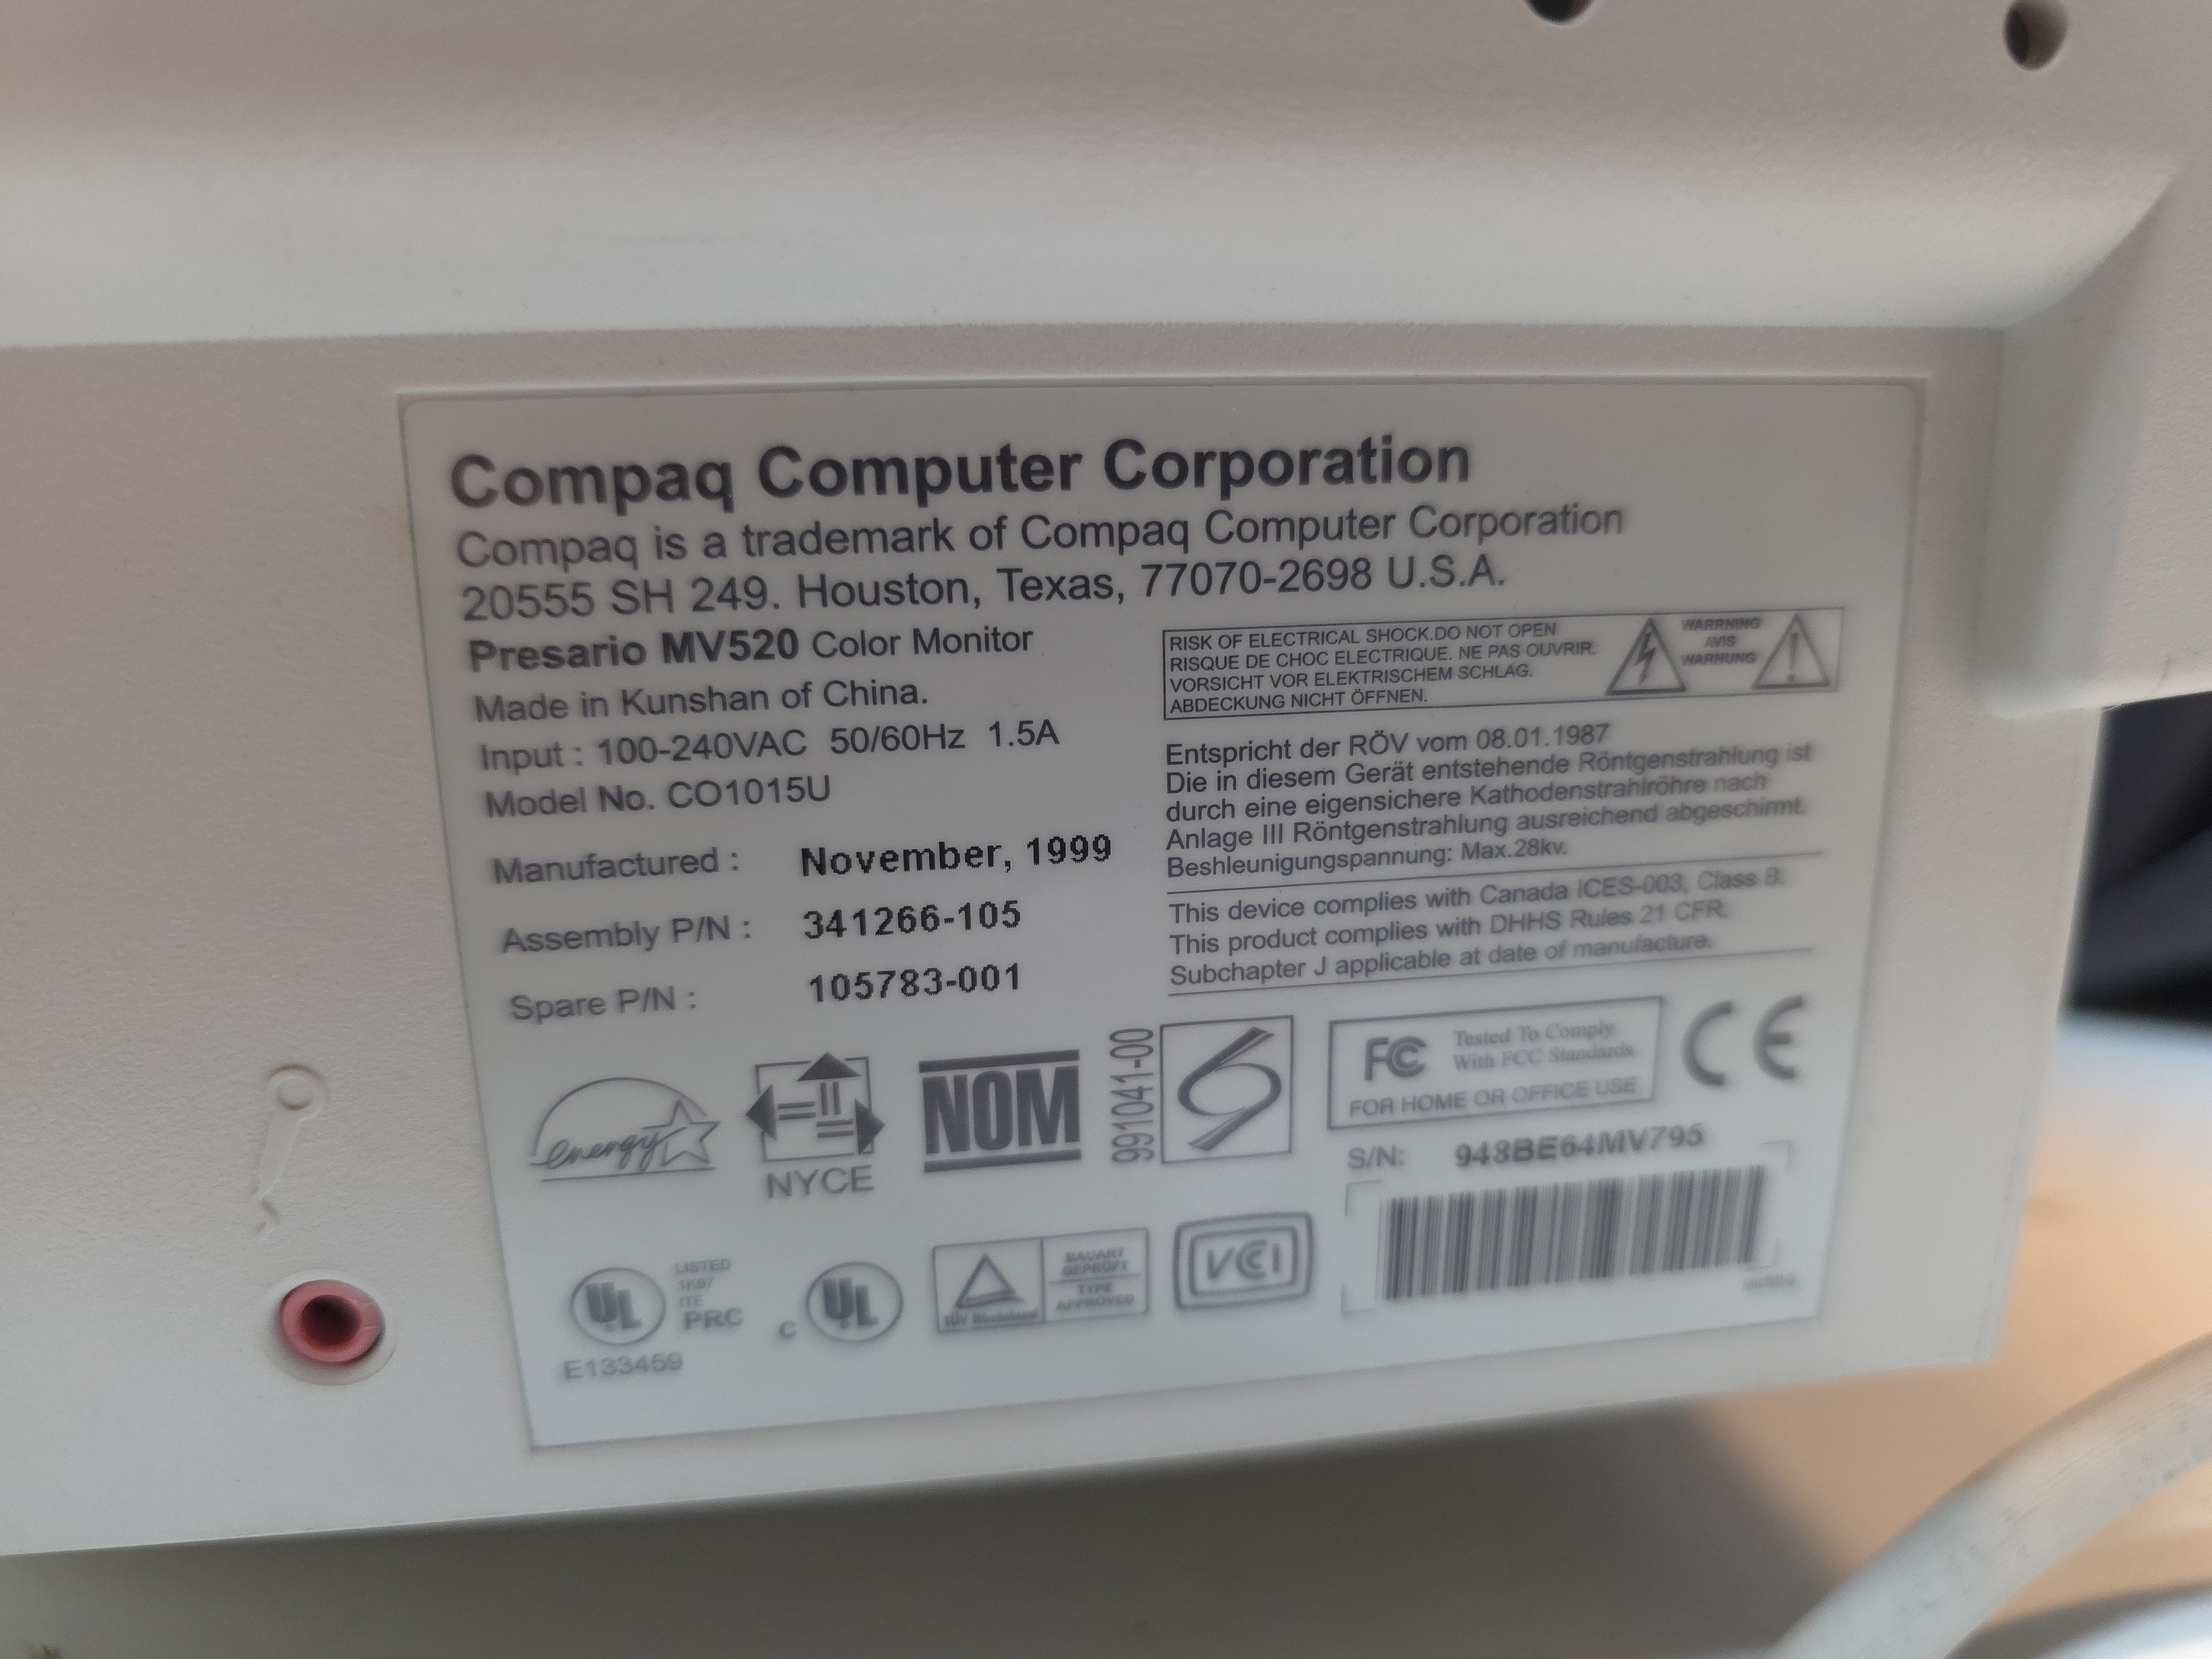 Compaq Computer Corporation
Compaq is a trademark of Compaq Computer Corporation
20555 SH 249. Houston, Texas, 77070-2698 U.S.A.
Presario MV520 Color Monitor
Made in Kunshan of China.
Input : 100-240VAC 50/60Hz 1.5A
Model No. CO1015U
Manufactured : November, 1999
Assembly P/N : 341266-105
Spare P/N : 105783-001
RISK OF ELECTRICAL SHOCK.DO NOT OPEN
RISQUE DE CHOC ELECTRIQUE. NE PAS OUVRIR.
VORSICHT VOR ELEKTRISCHEM SCHLAG.
ABDECKUNG NICHT ÖFFNEN.
WARRNING
AVIS
WARNUNG
Entspricht der RÖV vom 08.01.1987
Die in diesem Gerät entstehende Röntgenstrahlung ist
durch eine eigensichere Kathodenstrahlröhre nach
Anlage III Röntgenstrahlung ausreichend abgeschirmt.
Beshleunigungspannung: Max.28kv.
This device complies with Canada ICES-003, Class B.
This product complies with DHHS Rules 21 CFR.
Subchapter J applicable at date of manufacture.
energy
NYCE
NOM
991041-00
FC
Tested To Comply
With FCC Standards
FOR HOME OR OFFICE USE
CE
S/N: 948BE64MV795
UL
LISTED
1K97
ITE
PRC
E133459
C UL
TÜV Rheinland
BAUART
GEPRÜFT
TYPE
APPROVED
VCCI